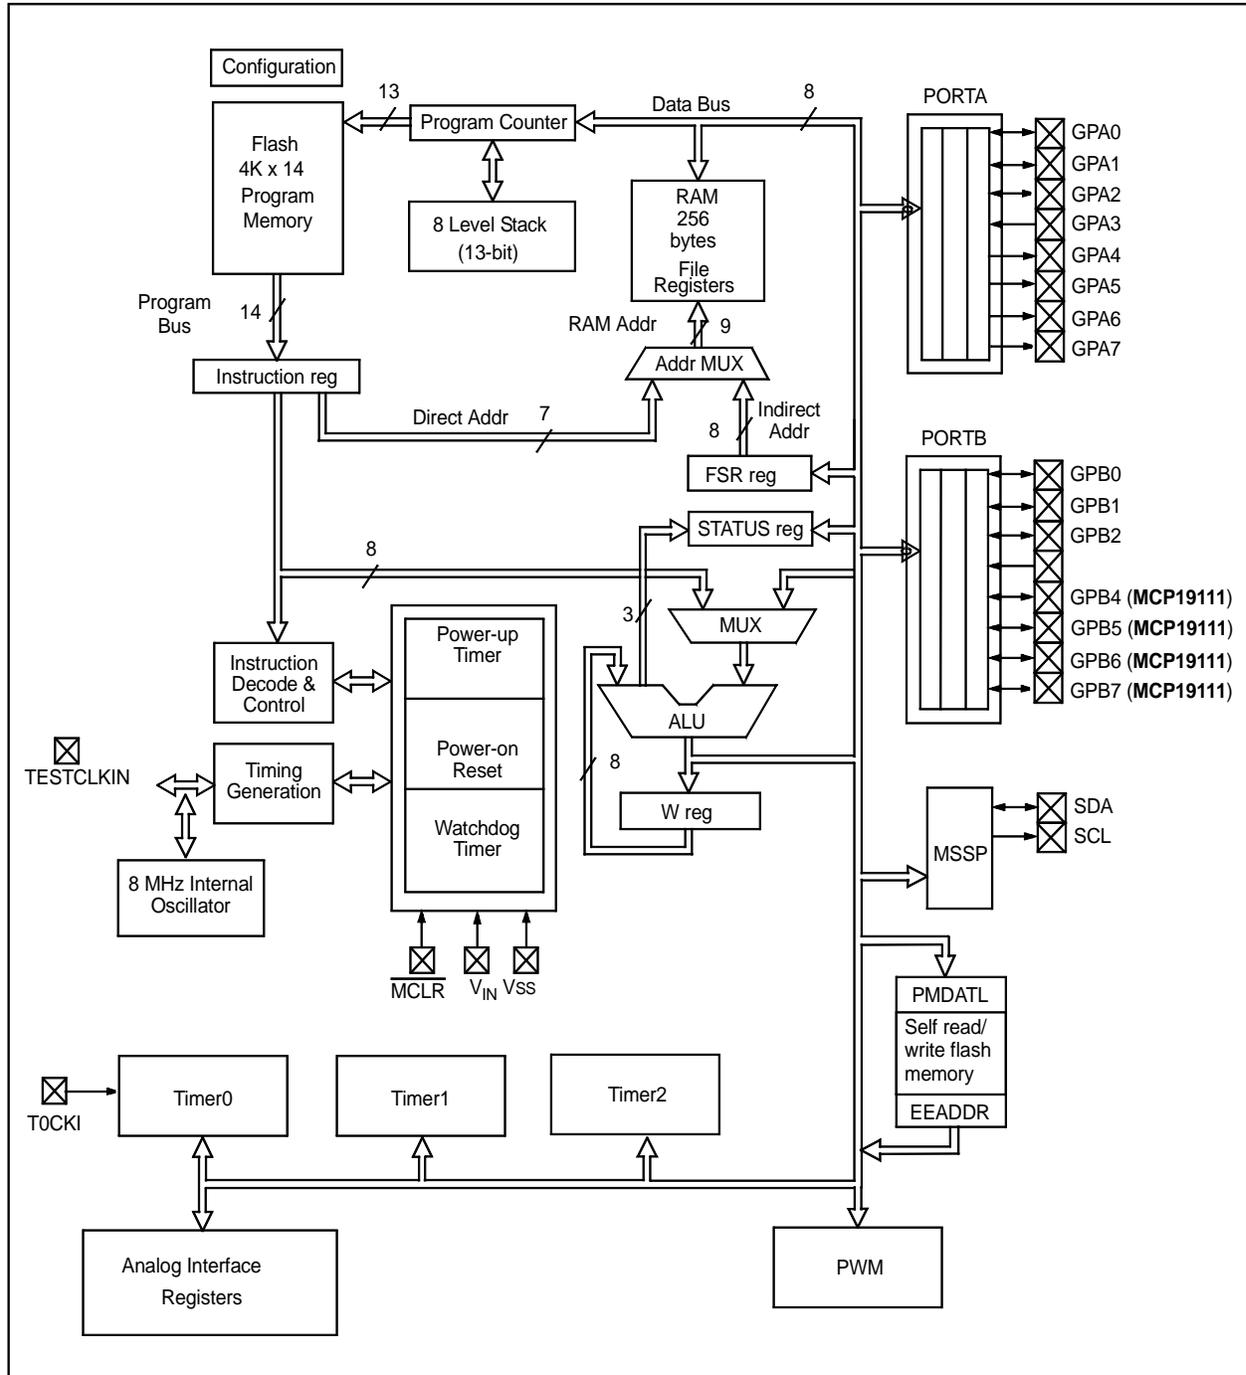 Configuration
Flash
4K x 14
Program
Memory
13
Program Counter
8 Level Stack
(13-bit)
Data Bus
8
RAM
256
bytes
File
Registers
RAM Addr
9
Addr MUX
Program
Bus
14
Instruction reg
Direct Addr
7
8
Indirect
Addr
FSR reg
STATUS reg
8
3
MUX
ALU
8
W reg
Instruction
Decode &
Control
Power-up
Timer
Power-on
Reset
Watchdog
Timer
TESTCLKIN
Timing
Generation
8 MHz Internal
Oscillator
MCLR
VIN
VSS
PORTA
GPA0
GPA1
GPA2
GPA3
GPA4
GPA5
GPA6
GPA7
PORTB
GPB0
GPB1
GPB2
GPB4 (MCP19111)
GPB5 (MCP19111)
GPB6 (MCP19111)
GPB7 (MCP19111)
MSSP
SDA
SCL
PMDATL
Self read/
write flash
memory
EEADDR
T0CKI
Timer0
Timer1
Timer2
Analog Interface
Registers
PWM